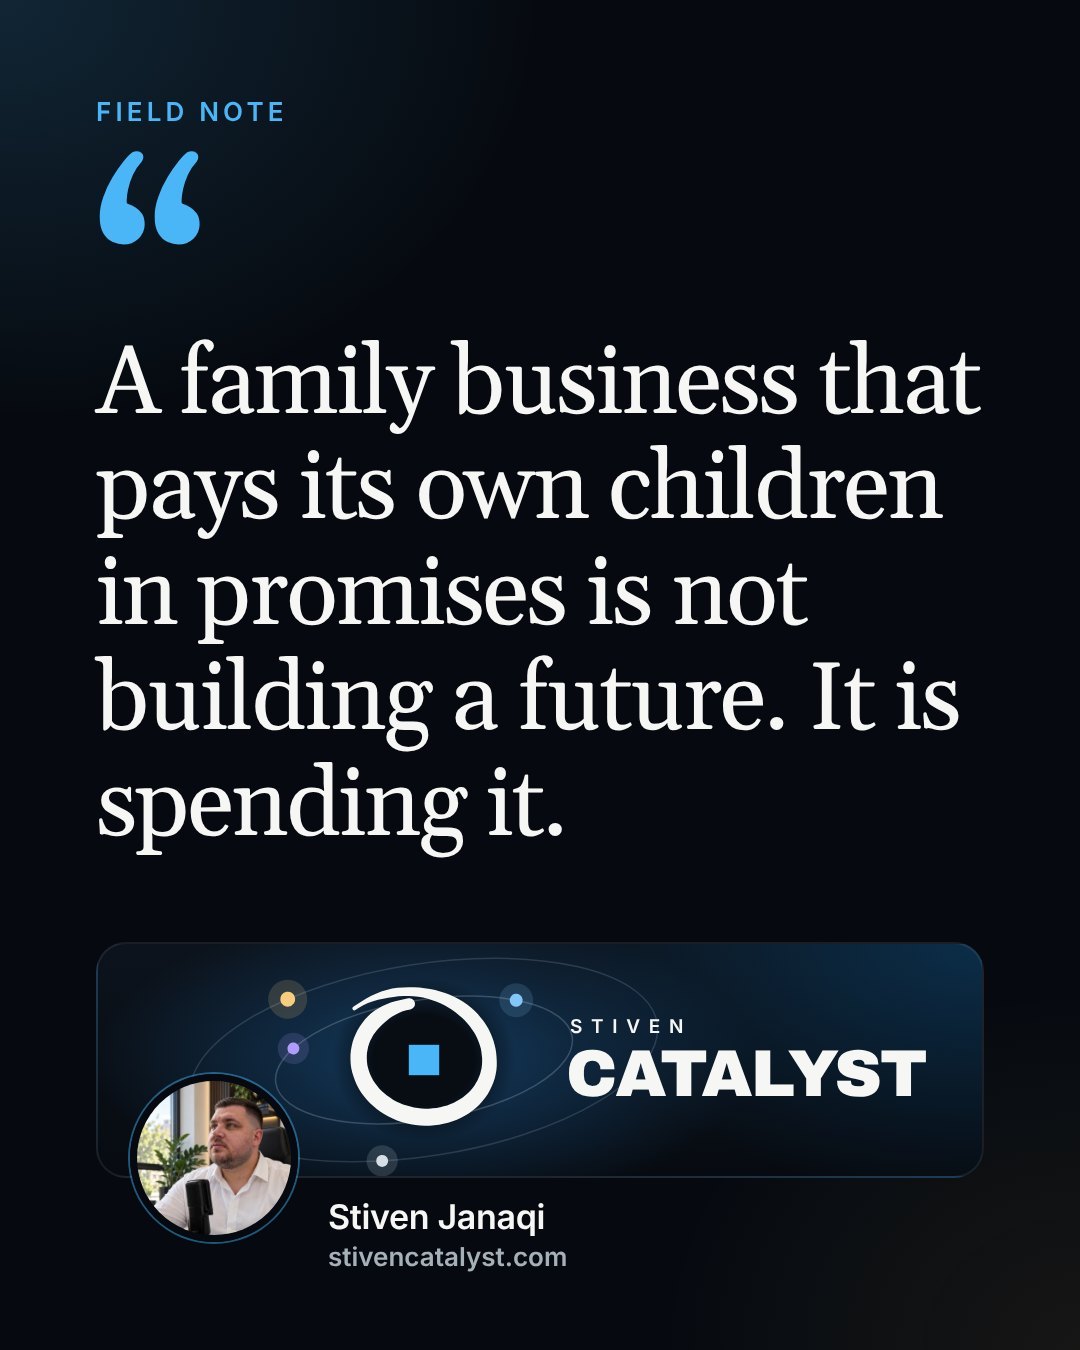 FIELD NOTE
“
A family business that
pays its own children
in promises is not
building a future. It is
spending it.
STIVEN
CATALYST
Stiven Janaqi
stivencatalyst.com